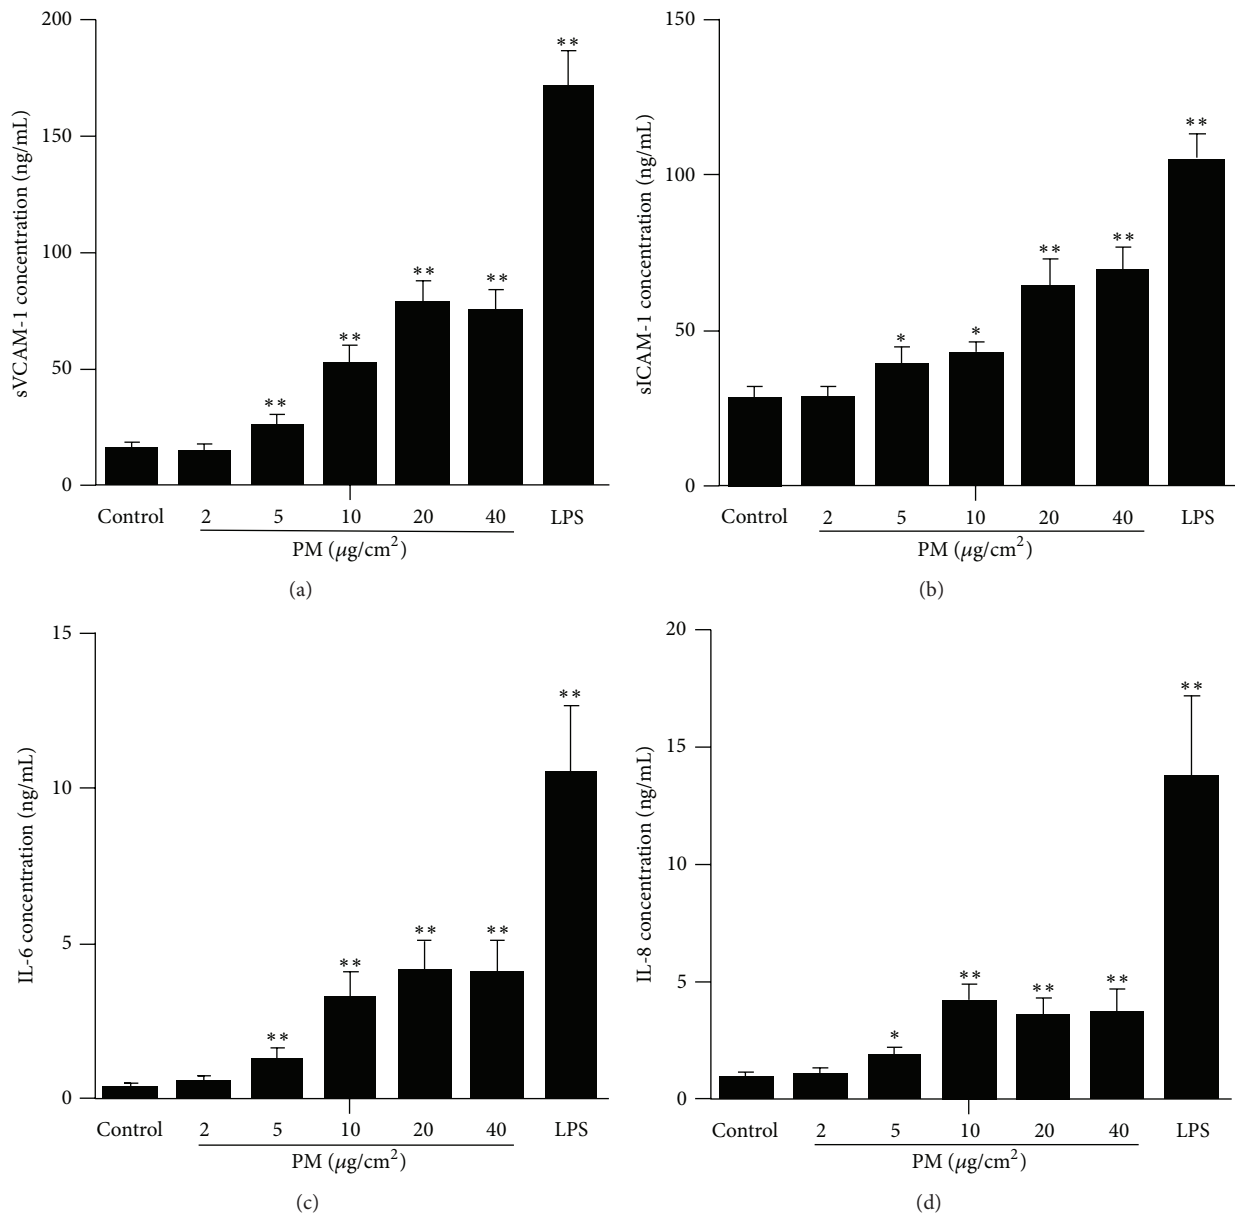 200
150
100
50
0
sVCAM-1 concentration (ng/mL)
**
**
**
**
**
Control 2 5 10 20 40 LPS
PM (μg/cm²)
(a)
150
100
50
0
sICAM-1 concentration (ng/mL)
*
*
**
**
**
Control 2 5 10 20 40 LPS
PM (μg/cm²)
(b)
15
10
5
0
IL-6 concentration (ng/mL)
**
**
**
**
**
Control 2 5 10 20 40 LPS
PM (μg/cm²)
(c)
20
15
10
5
0
IL-8 concentration (ng/mL)
*
**
**
**
**
Control 2 5 10 20 40 LPS
PM (μg/cm²)
(d)